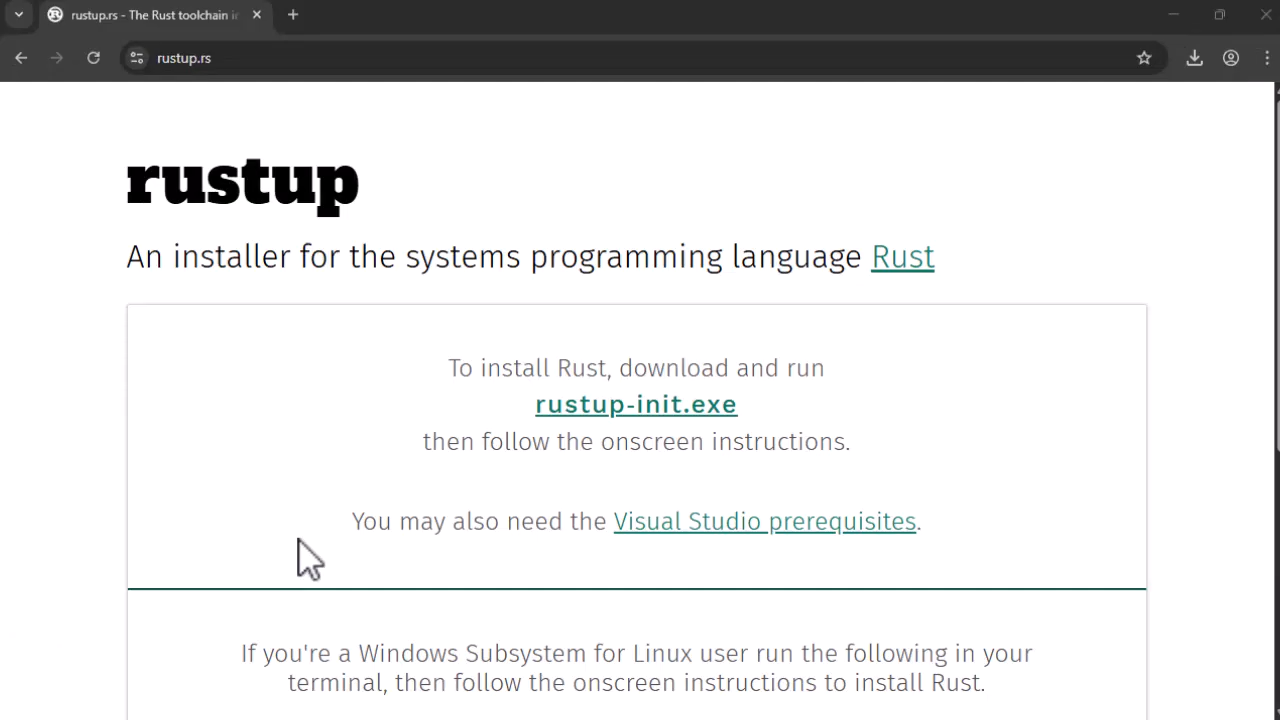 rustup.rs - The Rust toolchain in
rustup.rs
rustup
An installer for the systems programming language Rust
To install Rust, download and run
rustup-init.exe
then follow the onscreen instructions.
You may also need the Visual Studio prerequisites.
If you're a Windows Subsystem for Linux user run the following in your
terminal, then follow the onscreen instructions to install Rust.